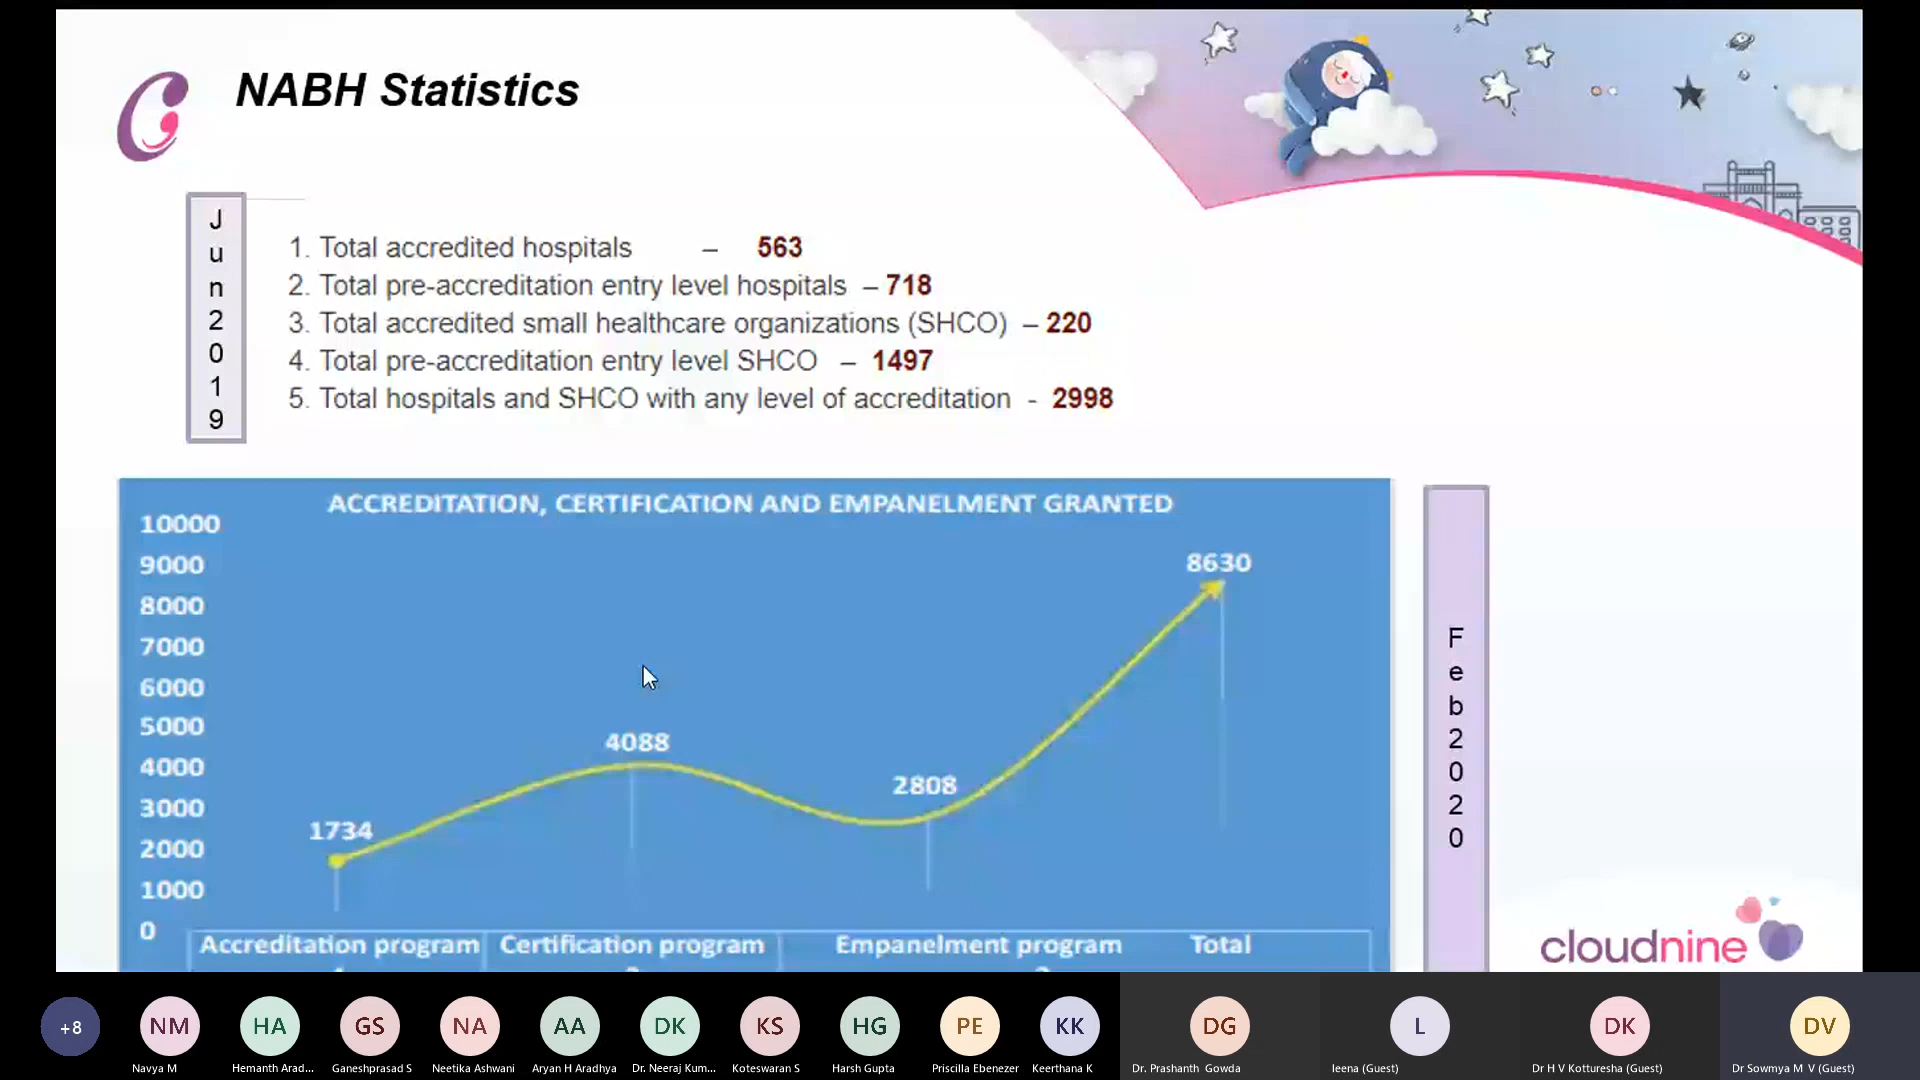 NABH Statistics
Jun2019
1. Total accredited hospitals – 563
2. Total pre-accreditation entry level hospitals – 718
3. Total accredited small healthcare organizations (SHCO) – 220
4. Total pre-accreditation entry level SHCO – 1497
5. Total hospitals and SHCO with any level of accreditation - 2998
ACCREDITATION, CERTIFICATION AND EMPANELMENT GRANTED
10000
9000
8000
7000
6000
5000
4000
3000
2000
1000
0
1734
4088
2808
8630
Accreditation program
Certification program
Empanelment program
Total
Feb2020
cloudnine
+8
NM
HA
GS
NA
AA
DK
KS
HG
PE
KK
DG
L
DK
DV
Navya M
Hemanth Arad...
Ganeshprasad S
Neetika Ashwani
Aryan H Aradhya
Dr. Neeraj Kum...
Koteswaran S
Harsh Gupta
Priscilla Ebenezer
Keerthana K
Dr. Prashanth Gowda
leena (Guest)
Dr H V Kotturesha (Guest)
Dr Sowmya M V (Guest)